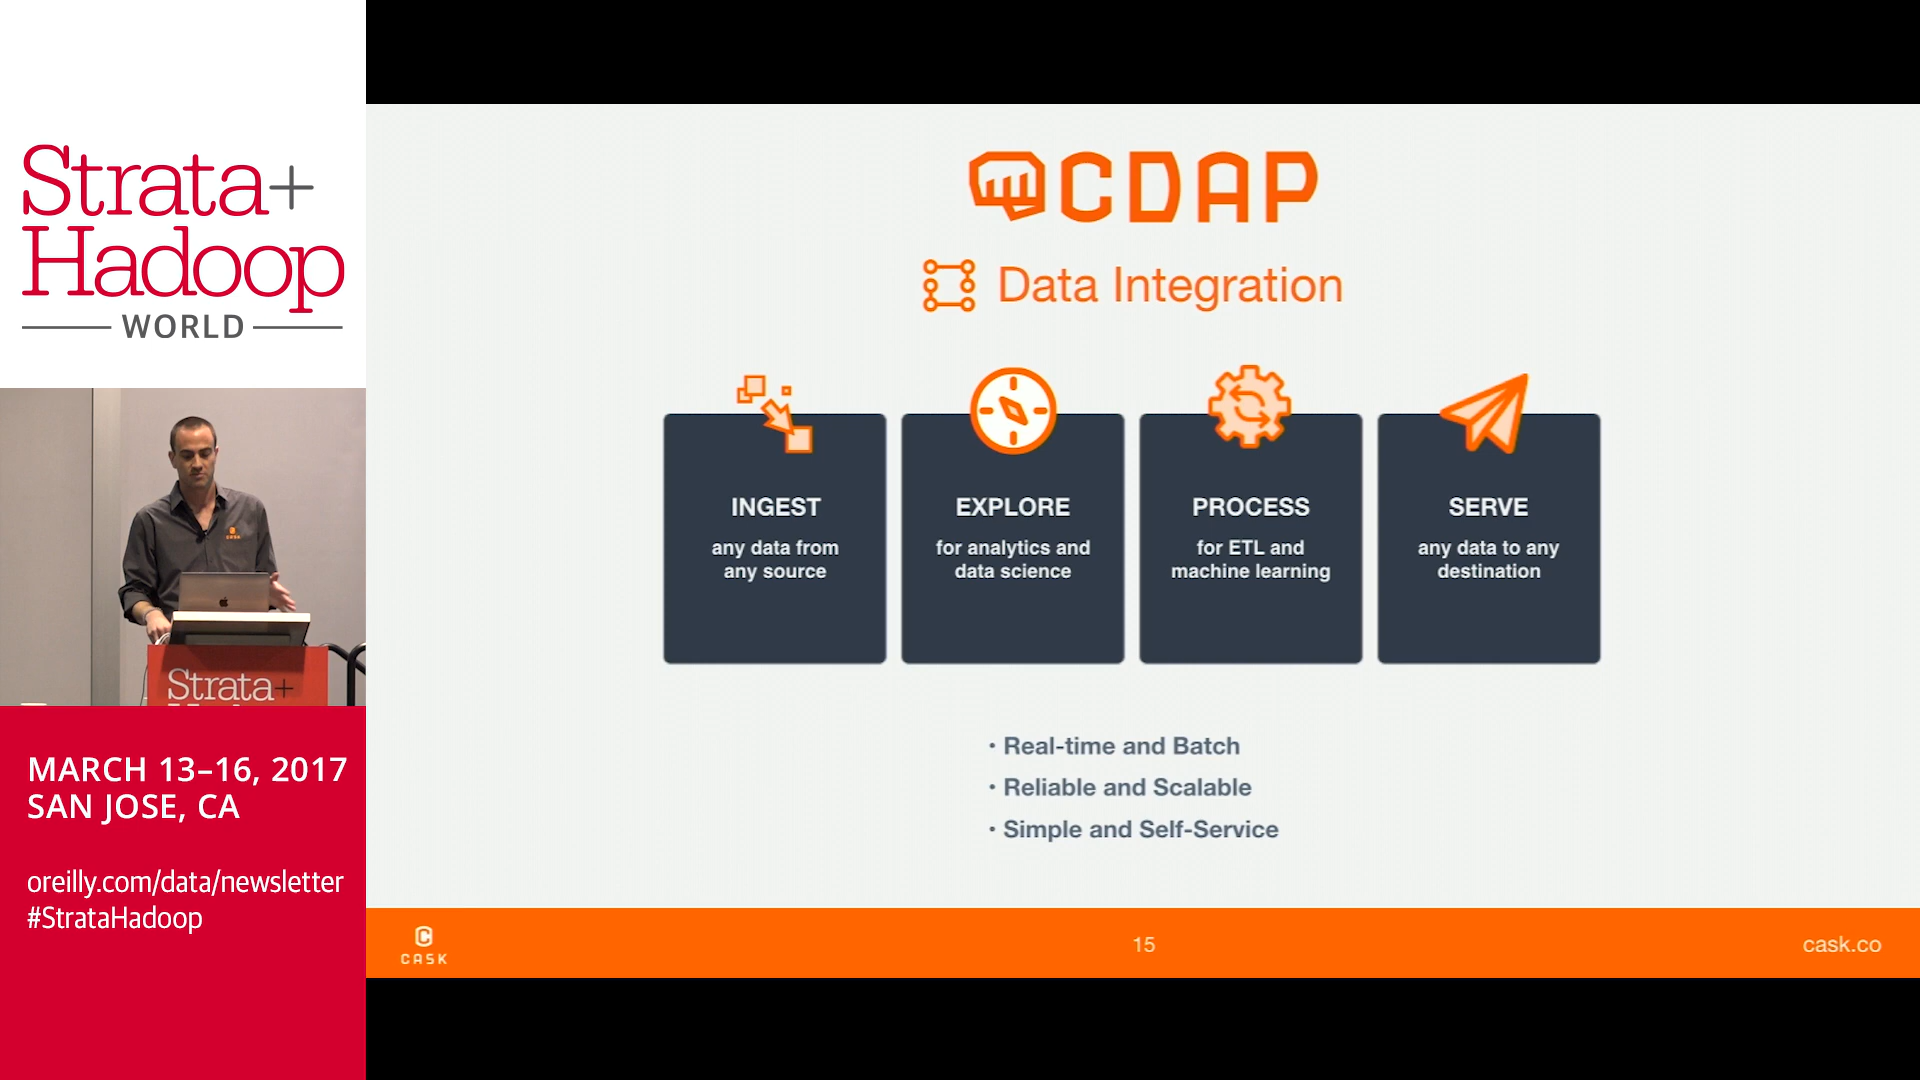 Strata+
Hadoop
WORLD
Strata+
MARCH 13–16, 2017
SAN JOSE, CA
oreilly.com/data/newsletter
#StrataHadoop
CDAP
Data Integration
INGEST
any data from
any source
EXPLORE
for analytics and
data science
PROCESS
for ETL and
machine learning
SERVE
any data to any
destination
• Real-time and Batch
• Reliable and Scalable
• Simple and Self-Service
CASK
15
cask.co